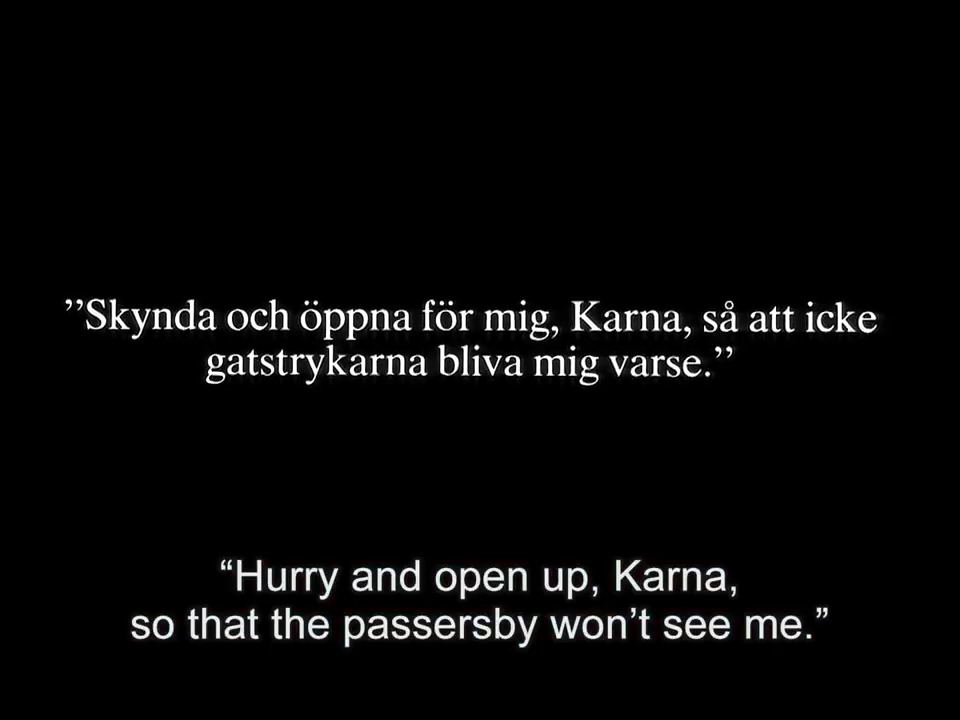 ”Skynda och öppna för mig, Karna, så att icke
gatstrykarna bliva mig varse.”
“Hurry and open up, Karna,
so that the passersby won’t see me.”